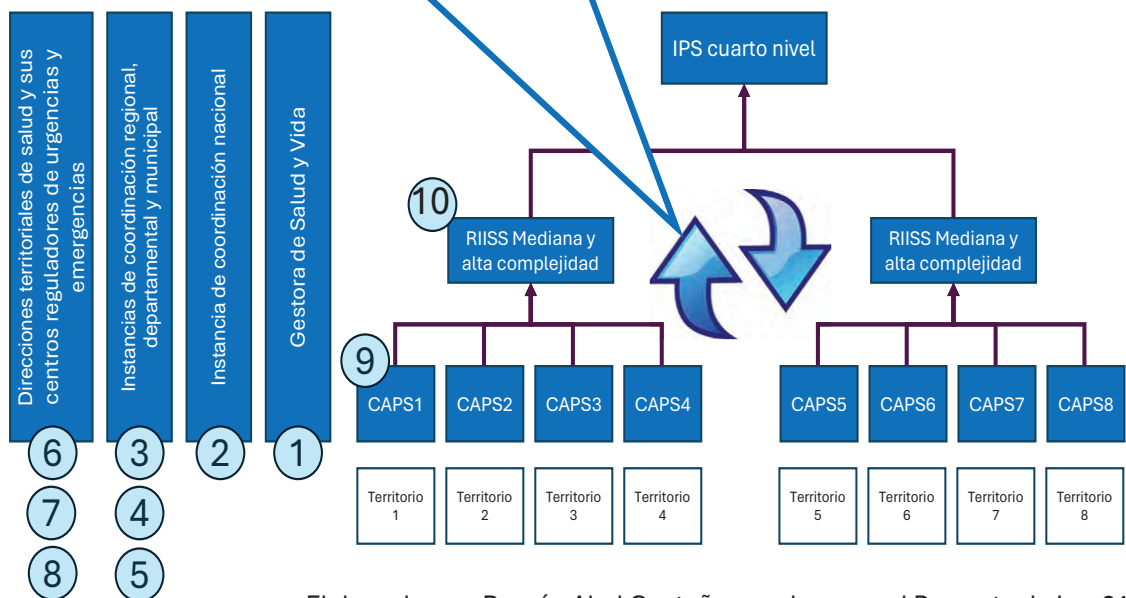 Direcciones territoriales de salud y sus
centros reguladores de urgencias y
emergencias
6
7
8
Instancias de coordinación regional,
departamental y municipal
3
4
5
Instancia de coordinación nacional
2
Gestora de Salud y Vida
1
IPS cuarto nivel
10
RIISS Mediana y
alta complejidad
RIISS Mediana y
alta complejidad
9
CAPS1
CAPS2
CAPS3
CAPS4
CAPS5
CAPS6
CAPS7
CAPS8
Territorio
1
Territorio
2
Territorio
3
Territorio
4
Territorio
5
Territorio
6
Territorio
7
Territorio
8